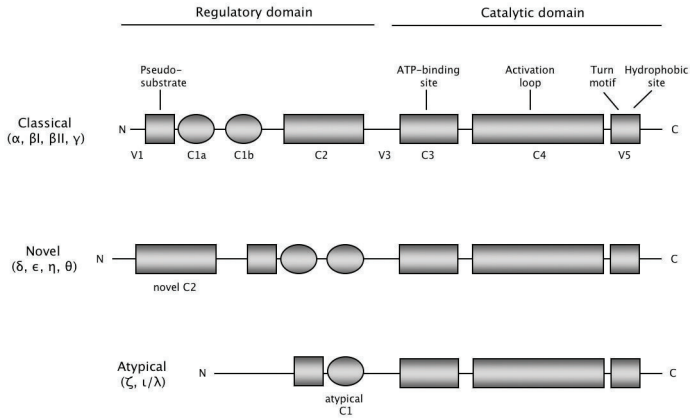 Regulatory domain
Catalytic domain
Pseudo-
substrate
ATP-binding
site
Activation
loop
Turn
motif
Hydrophobic
site
Classical
(α, βI, βII, γ)
N
C
V1
C1a
C1b
C2
V3
C3
C4
V5
Novel
(δ, ϵ, η, θ)
N
C
novel C2
Atypical
(ζ, ι/λ)
N
C
atypical
C1